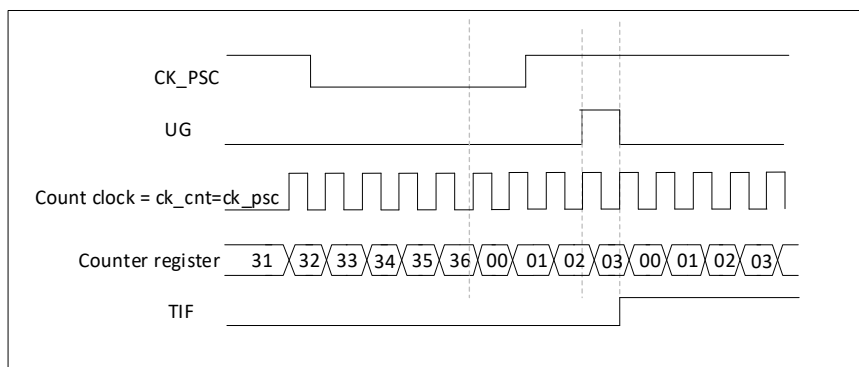 CK_PSC
UG
Count clock = ck_cnt=ck_psc
Counter register 31 32 33 34 35 36 00 01 02 03 00 01 02 03
TIF